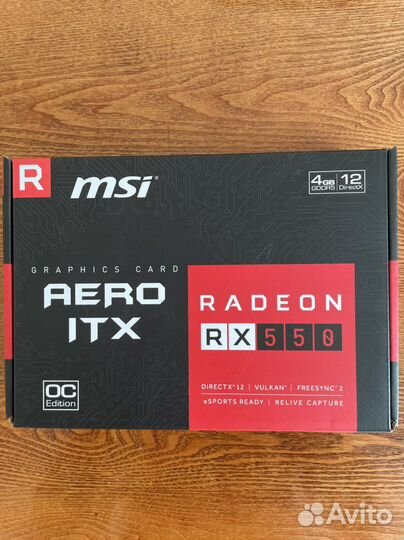 R
msi
4GB GDDR5
12 DirectX
GRAPHICS CARD
AERO
ITX
RADEON
RX 550
OC
Edition
DIRECTX® 12 | VULKAN® | FREESYNC™ 2
eSPORTS READY | RELIVE CAPTURE
Avito